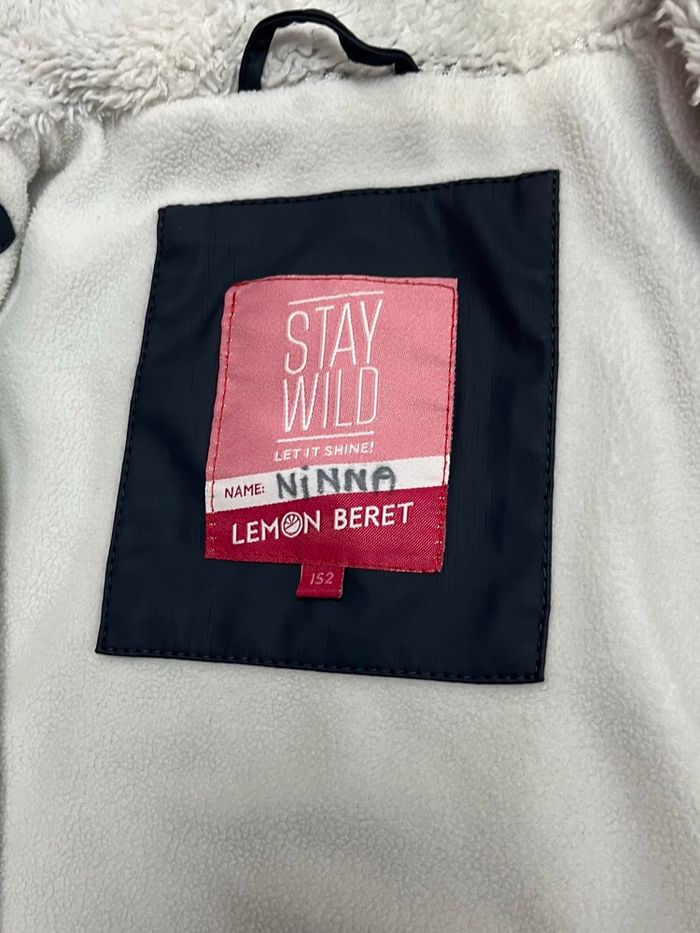 STAY
WILD
LET IT SHINE!
NAME: NiNNA
LEMON BERET
152